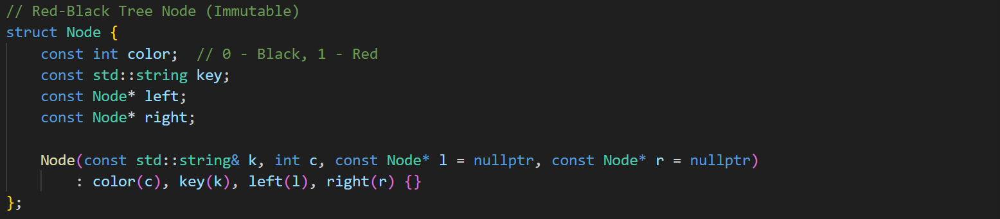 // Red-Black Tree Node (Immutable)
struct Node {
    const int color;  // 0 - Black, 1 - Red
    const std::string key;
    const Node* left;
    const Node* right;

    Node(const std::string& k, int c, const Node* l = nullptr, const Node* r = nullptr)
        : color(c), key(k), left(l), right(r) {}
};